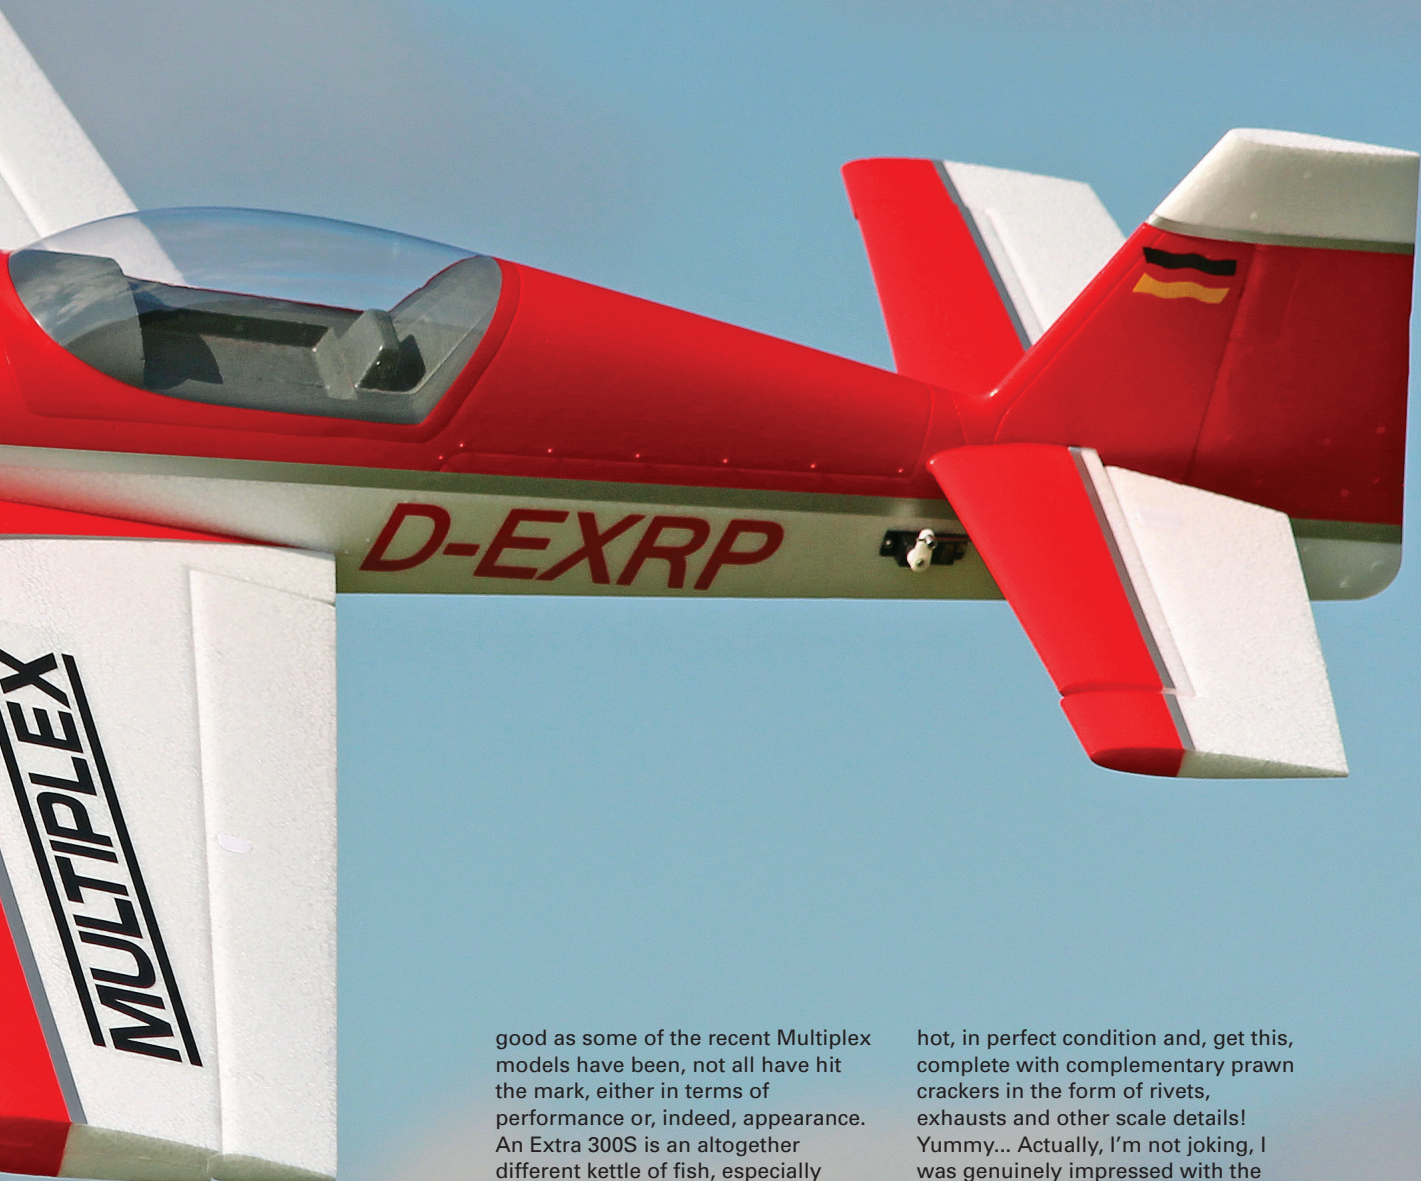 D-EXRP
MULTIPLEX
good as some of the recent Multiplex
models have been, not all have hit
the mark, either in terms of
performance or, indeed, appearance.
An Extra 300S is an altogether
different kettle of fish, especially
hot, in perfect condition and, get this,
complete with complementary prawn
crackers in the form of rivets,
exhausts and other scale details!
Yummy... Actually, I’m not joking, I
was genuinely impressed with the